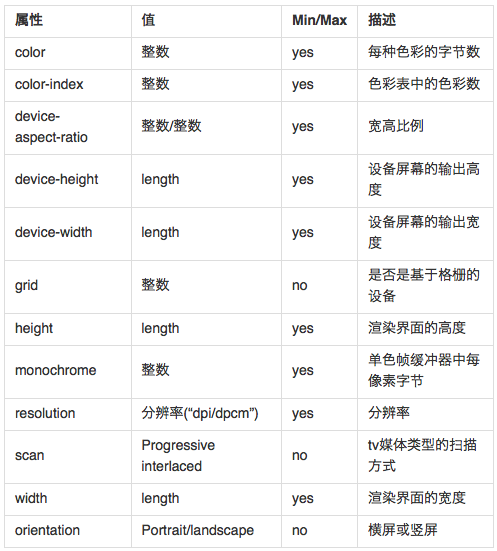 属性 值 Min/Max 描述
color 整数 yes 每种色彩的字节数
color-index 整数 yes 色彩表中的色彩数
device-
aspect-ratio 整数/整数 yes 宽高比例
device-height length yes 设备屏幕的输出高
度
device-width length yes 设备屏幕的输出宽
度
grid 整数 no 是否是基于格栅的
设备
height length yes 渲染界面的高度
monochrome 整数 yes 单色帧缓冲器中每
像素字节
resolution 分辨率(“dpi/dpcm”) yes 分辨率
scan Progressive
interlaced no tv媒体类型的扫描
方式
width length yes 渲染界面的宽度
orientation Portrait/landscape no 横屏或竖屏